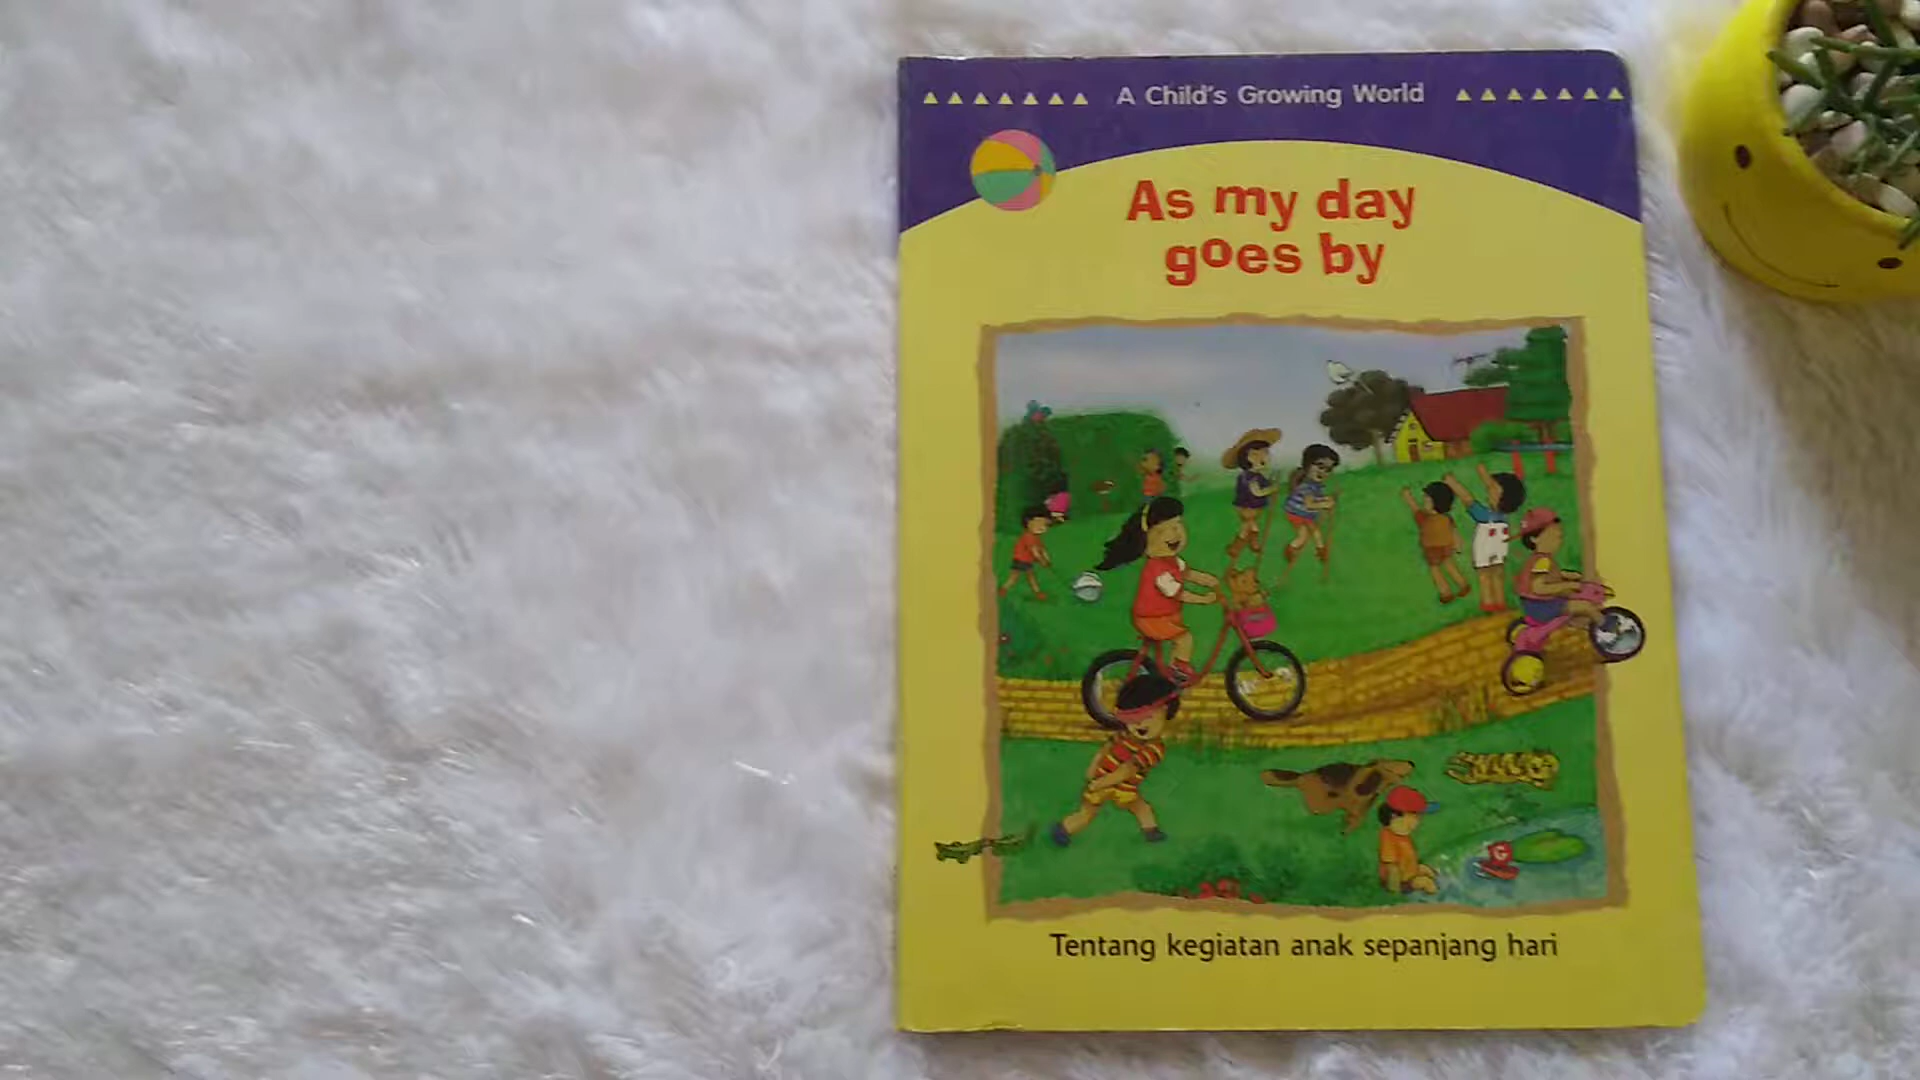 A Child's Growing World
As my day
goes by
Tentang kegiatan anak sepanjang hari